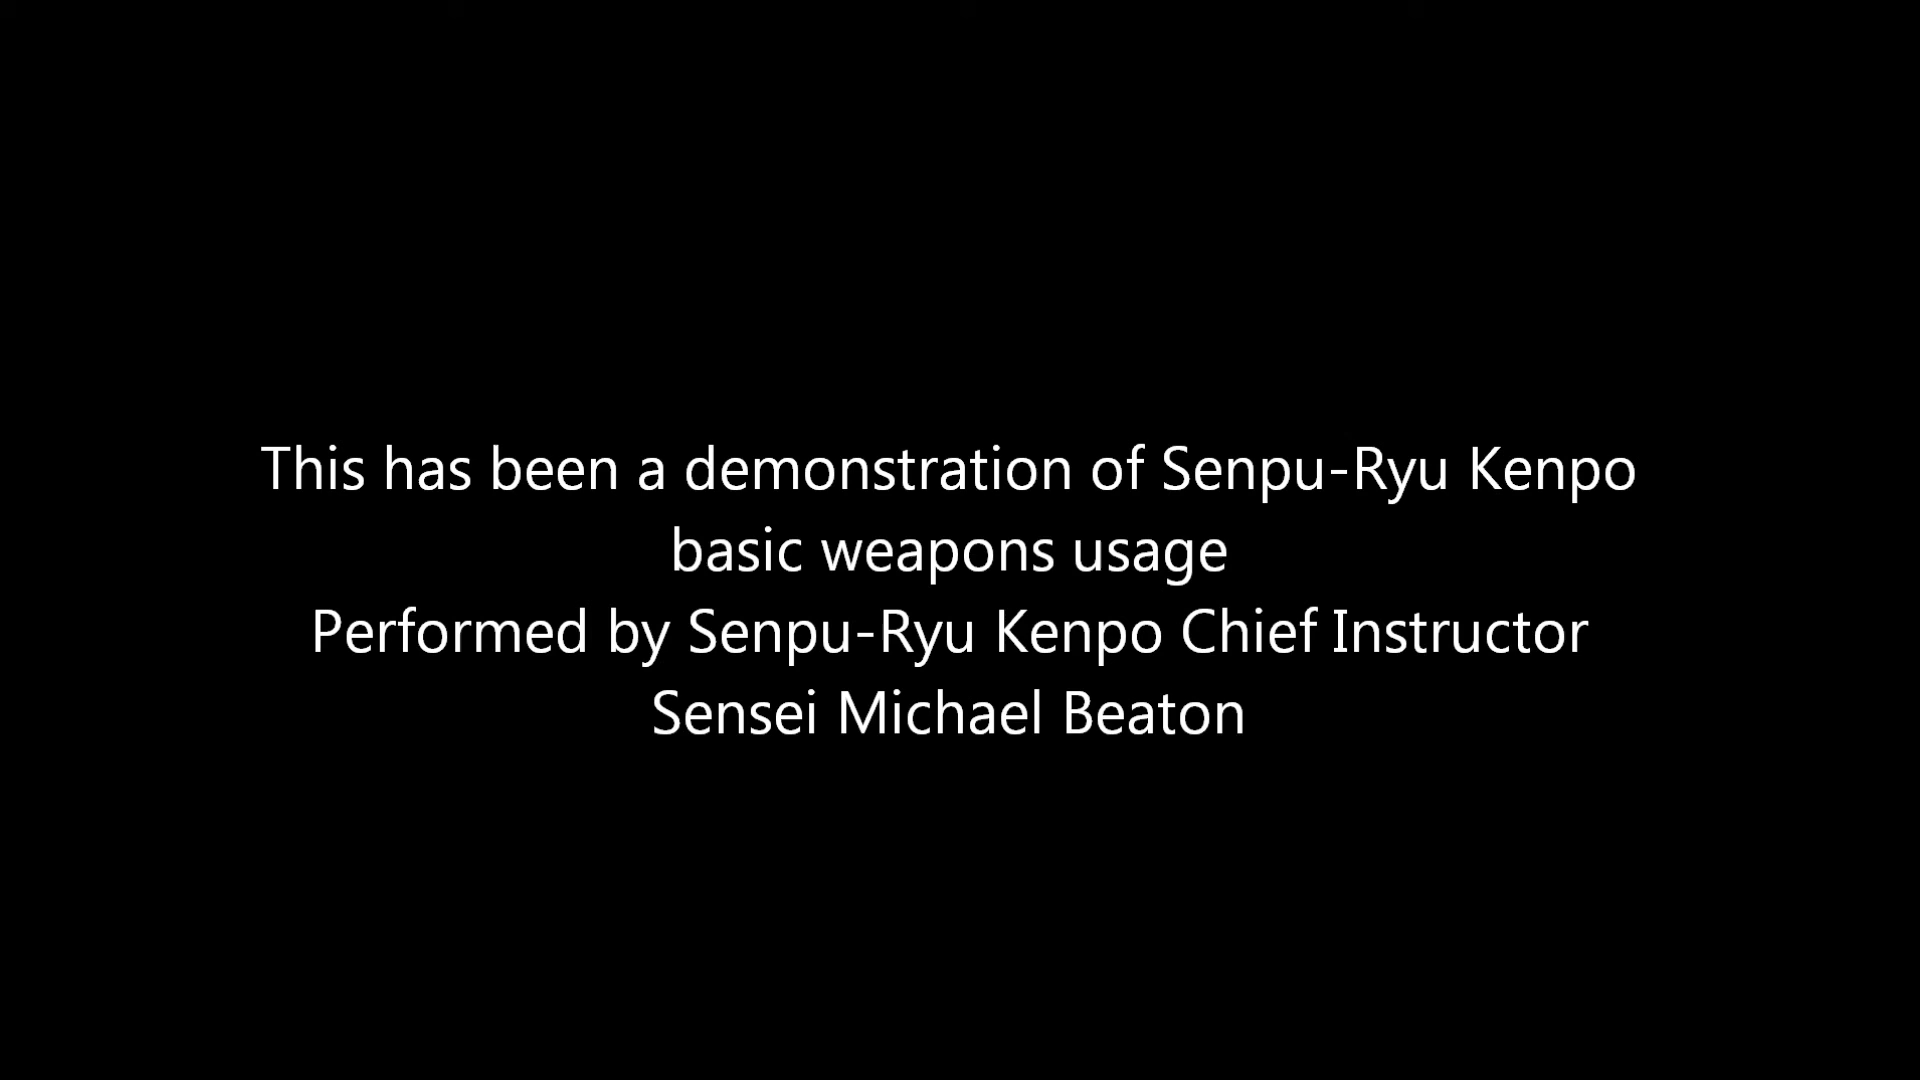 This has been a demonstration of Senpu-Ryu Kenpo
basic weapons usage
Performed by Senpu-Ryu Kenpo Chief Instructor
Sensei Michael Beaton